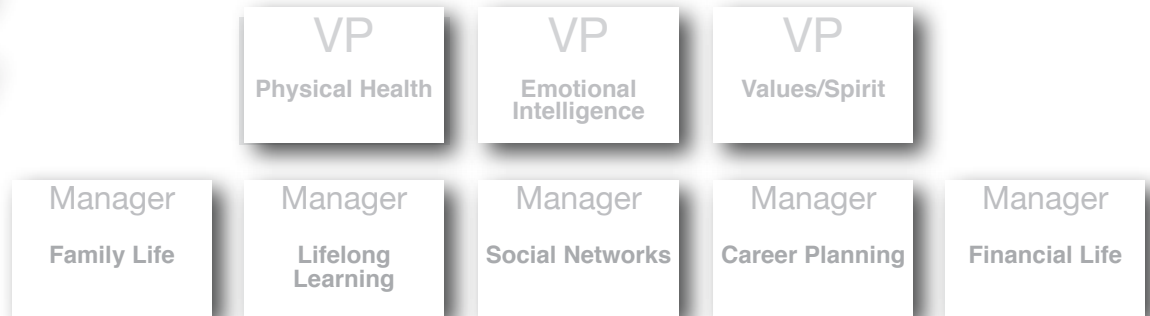 VP
Physical Health
VP
Emotional
Intelligence
VP
Values/Spirit
Manager
Family Life
Manager
Lifelong
Learning
Manager
Social Networks
Manager
Career Planning
Manager
Financial Life